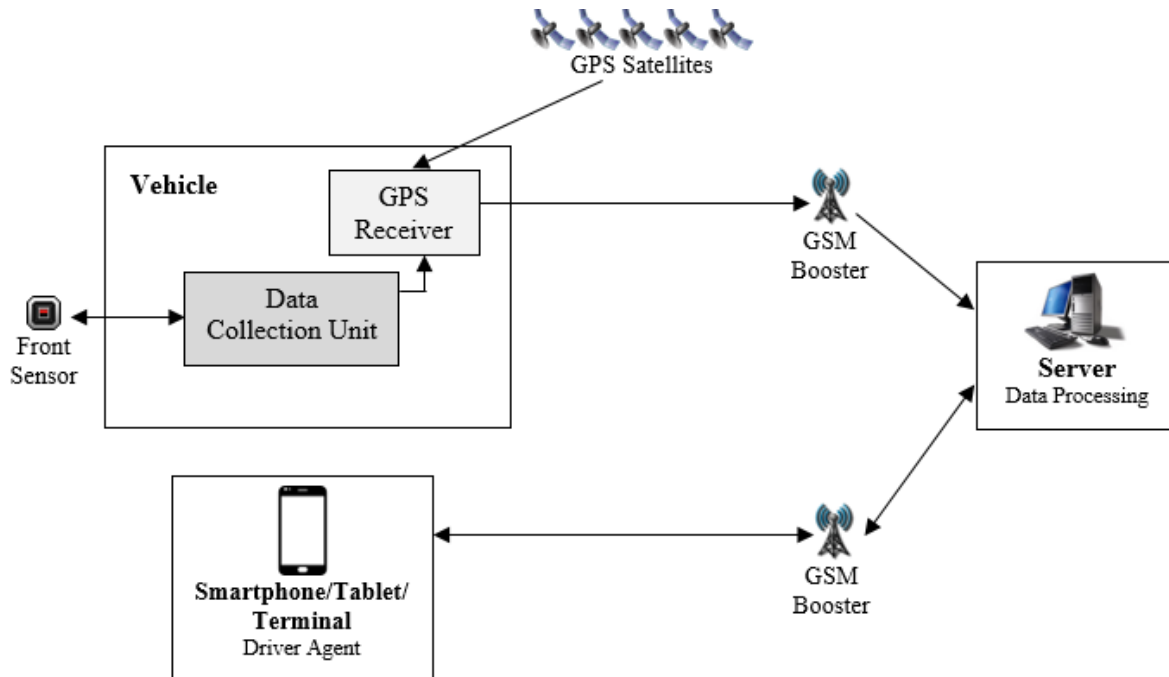 GPS Satellites
Vehicle
GPS
Receiver
GSM
Booster
Data
Collection Unit
Front
Sensor
Server
Data Processing
Smartphone/Tablet/
Terminal
Driver Agent
GSM
Booster